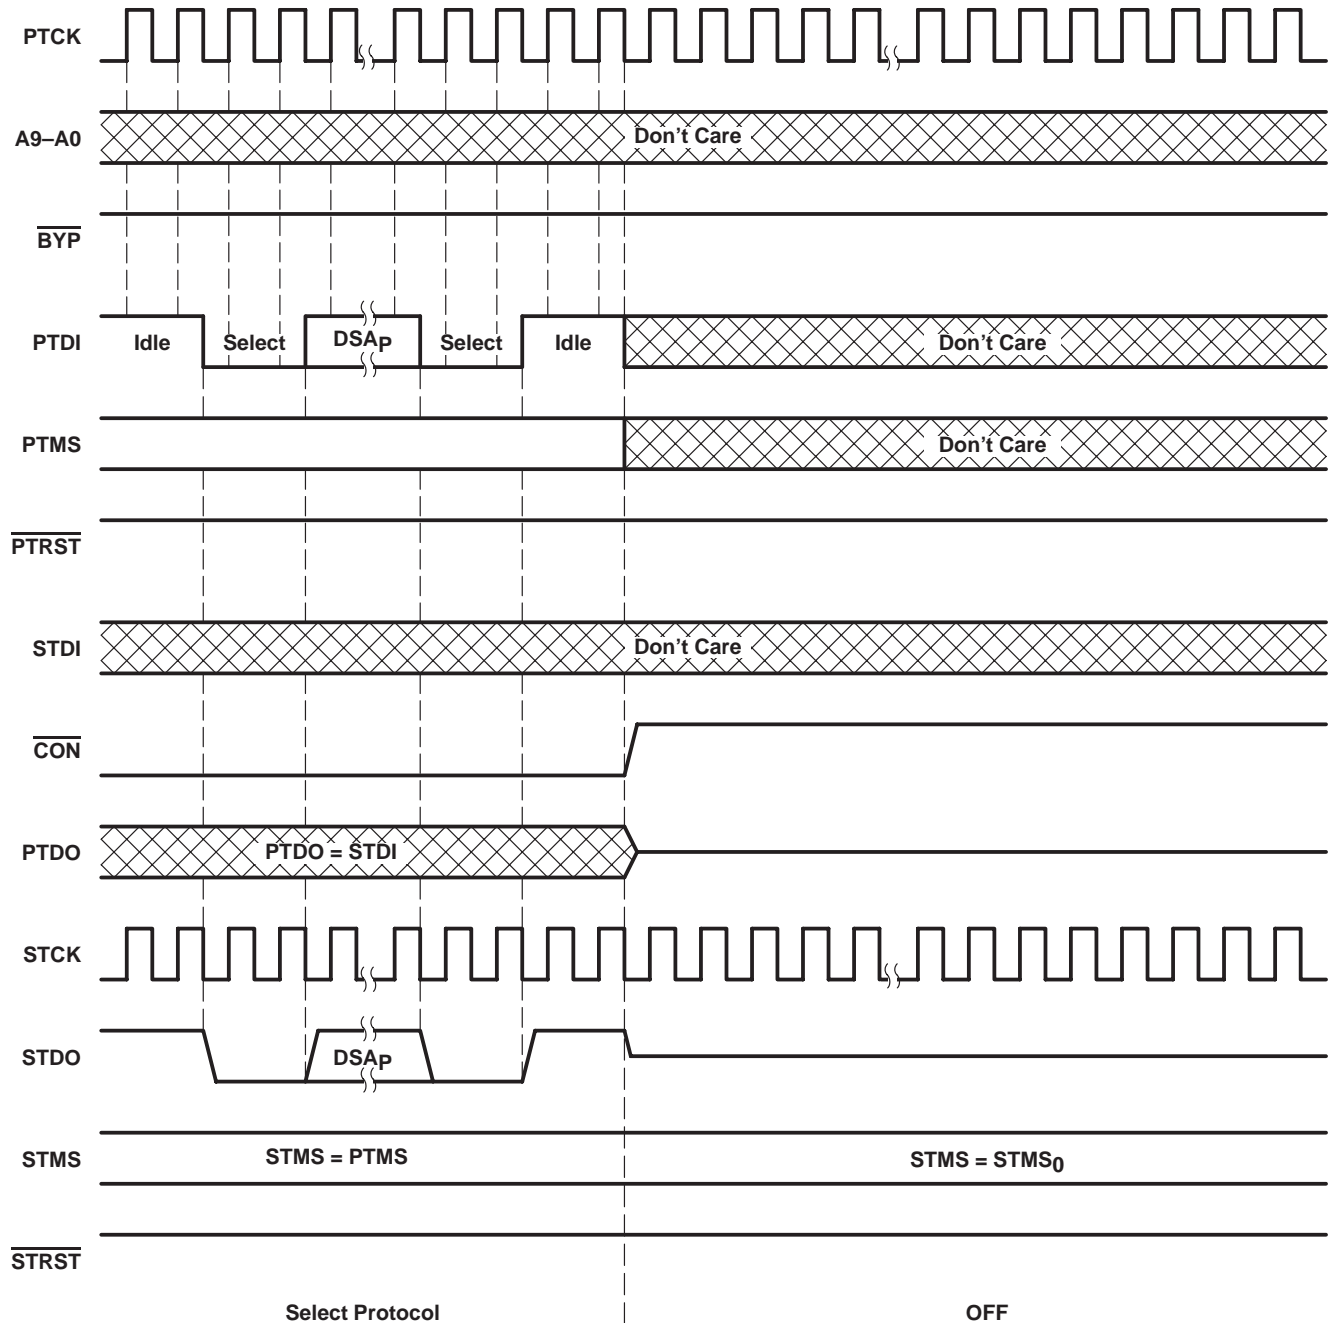 PTCK
A9–A0 Don't Care
BYP
PTDI Idle Select DSAP Select Idle Don't Care
PTMS Don't Care
PTRST
STDI Don't Care
CON
PTDO PTDO = STDI
STCK
STDO DSAP
STMS STMS = PTMS STMS = STMS0
STRST
Select Protocol OFF